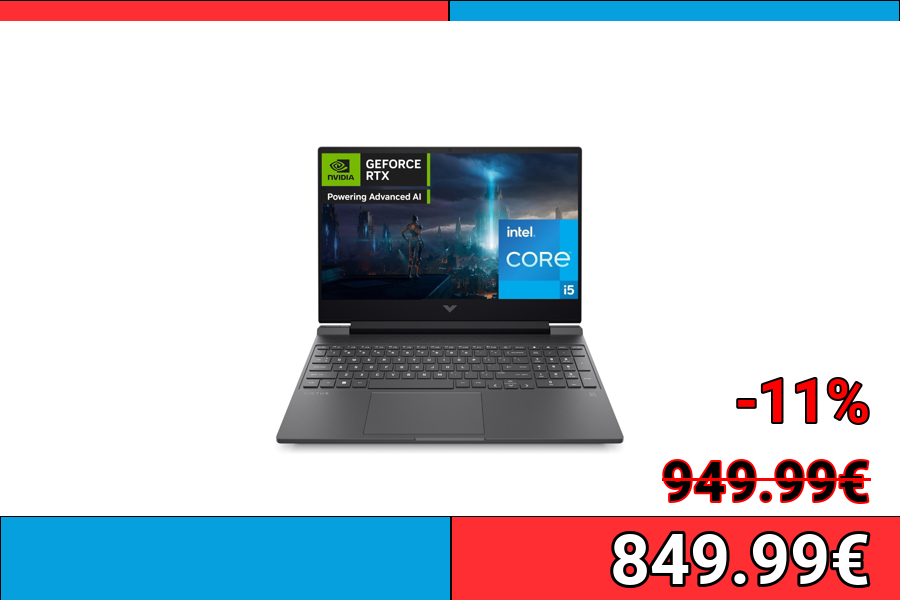 NVIDIA
GEFORCE
RTX
Powering Advanced AI
intel.
CORE
i5
-11%
949.99€
849.99€